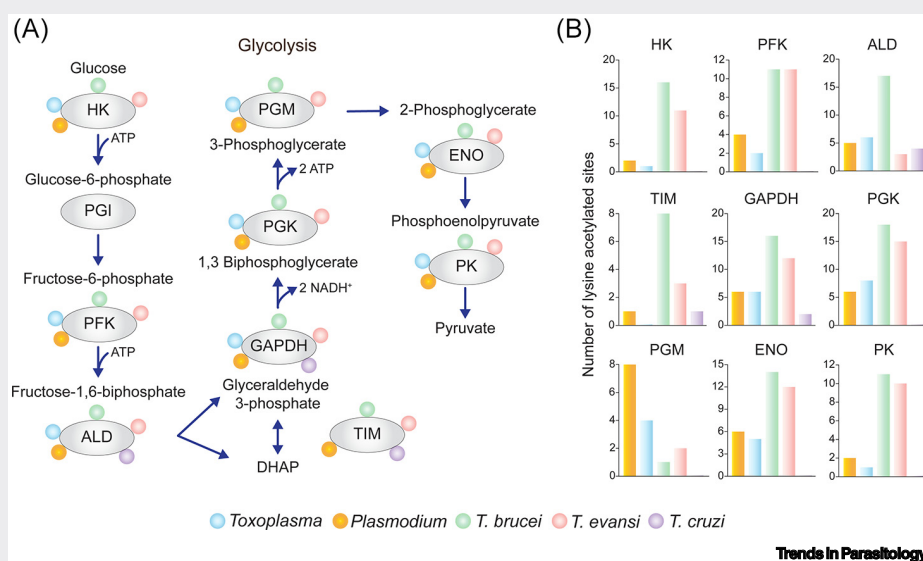 (A)
Glycolysis
Glucose
HK
ATP
Glucose-6-phosphate
PGI
Fructose-6-phosphate
PFK
ATP
Fructose-1,6-biphosphate
ALD
PGM
3-Phosphoglycerate
2 ATP
PGK
1,3 Biphosphoglycerate
2 NADH⁺
GAPDH
Glyceraldehyde
3-phosphate
DHAP
TIM
2-Phosphoglycerate
ENO
Phosphoenolpyruvate
PK
Pyruvate
(B)
Number of lysine acetylated sites
HK
20
15
10
5
0
PFK
12
10
8
6
4
2
0
ALD
20
15
10
5
0
TIM
8
6
4
2
0
GAPDH
20
15
10
5
0
PGK
20
15
10
5
0
PGM
8
6
4
2
0
ENO
15
12
9
6
3
0
PK
12
10
8
6
4
2
0
Toxoplasma Plasmodium T. brucei T. evansi T. cruzi
Trends in Parasitology